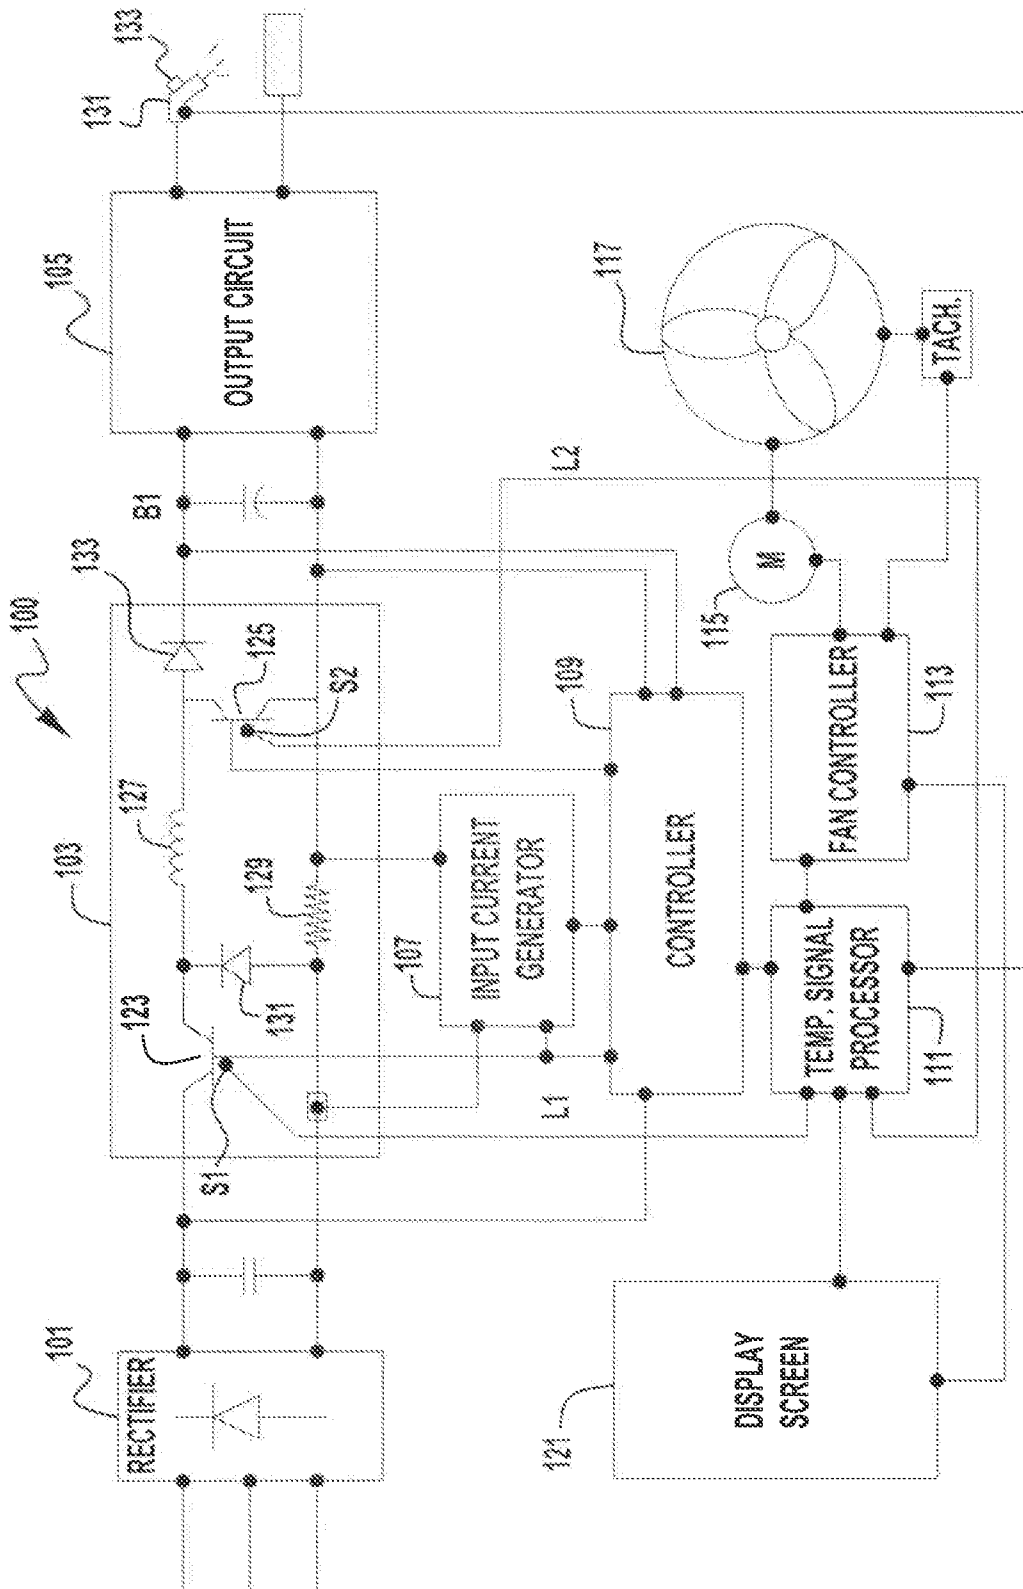 100
101
RECTIFIER
103
123
S1
131
127
129
133
125
S2
B1
105
OUTPUT CIRCUIT
131
133
107
INPUT CURRENT
GENERATOR
L1
109
CONTROLLER
L2
121
DISPLAY
SCREEN
TEMP. SIGNAL
PROCESSOR
111
FAN CONTROLLER
113
115
M
117
TACH.